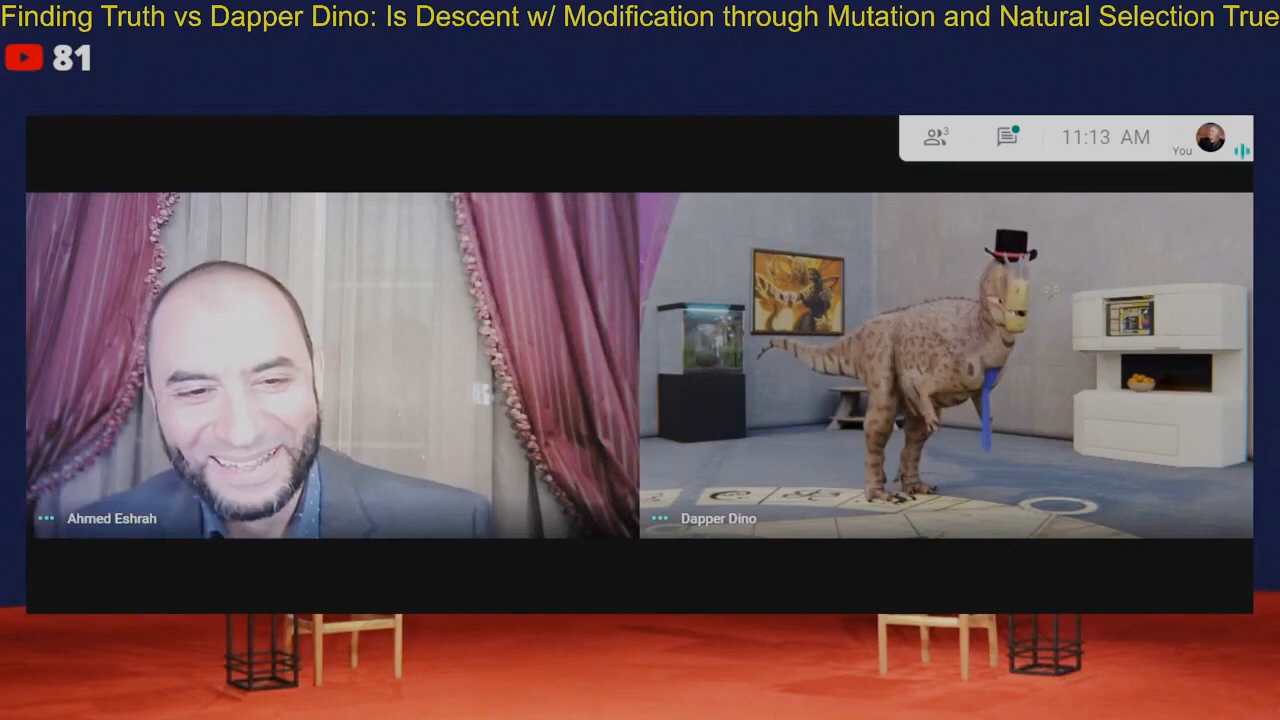 Finding Truth vs Dapper Dino: Is Descent w/ Modification through Mutation and Natural Selection True
81
3
11:13 AM
You
Ahmed Eshrah
Dapper Dino